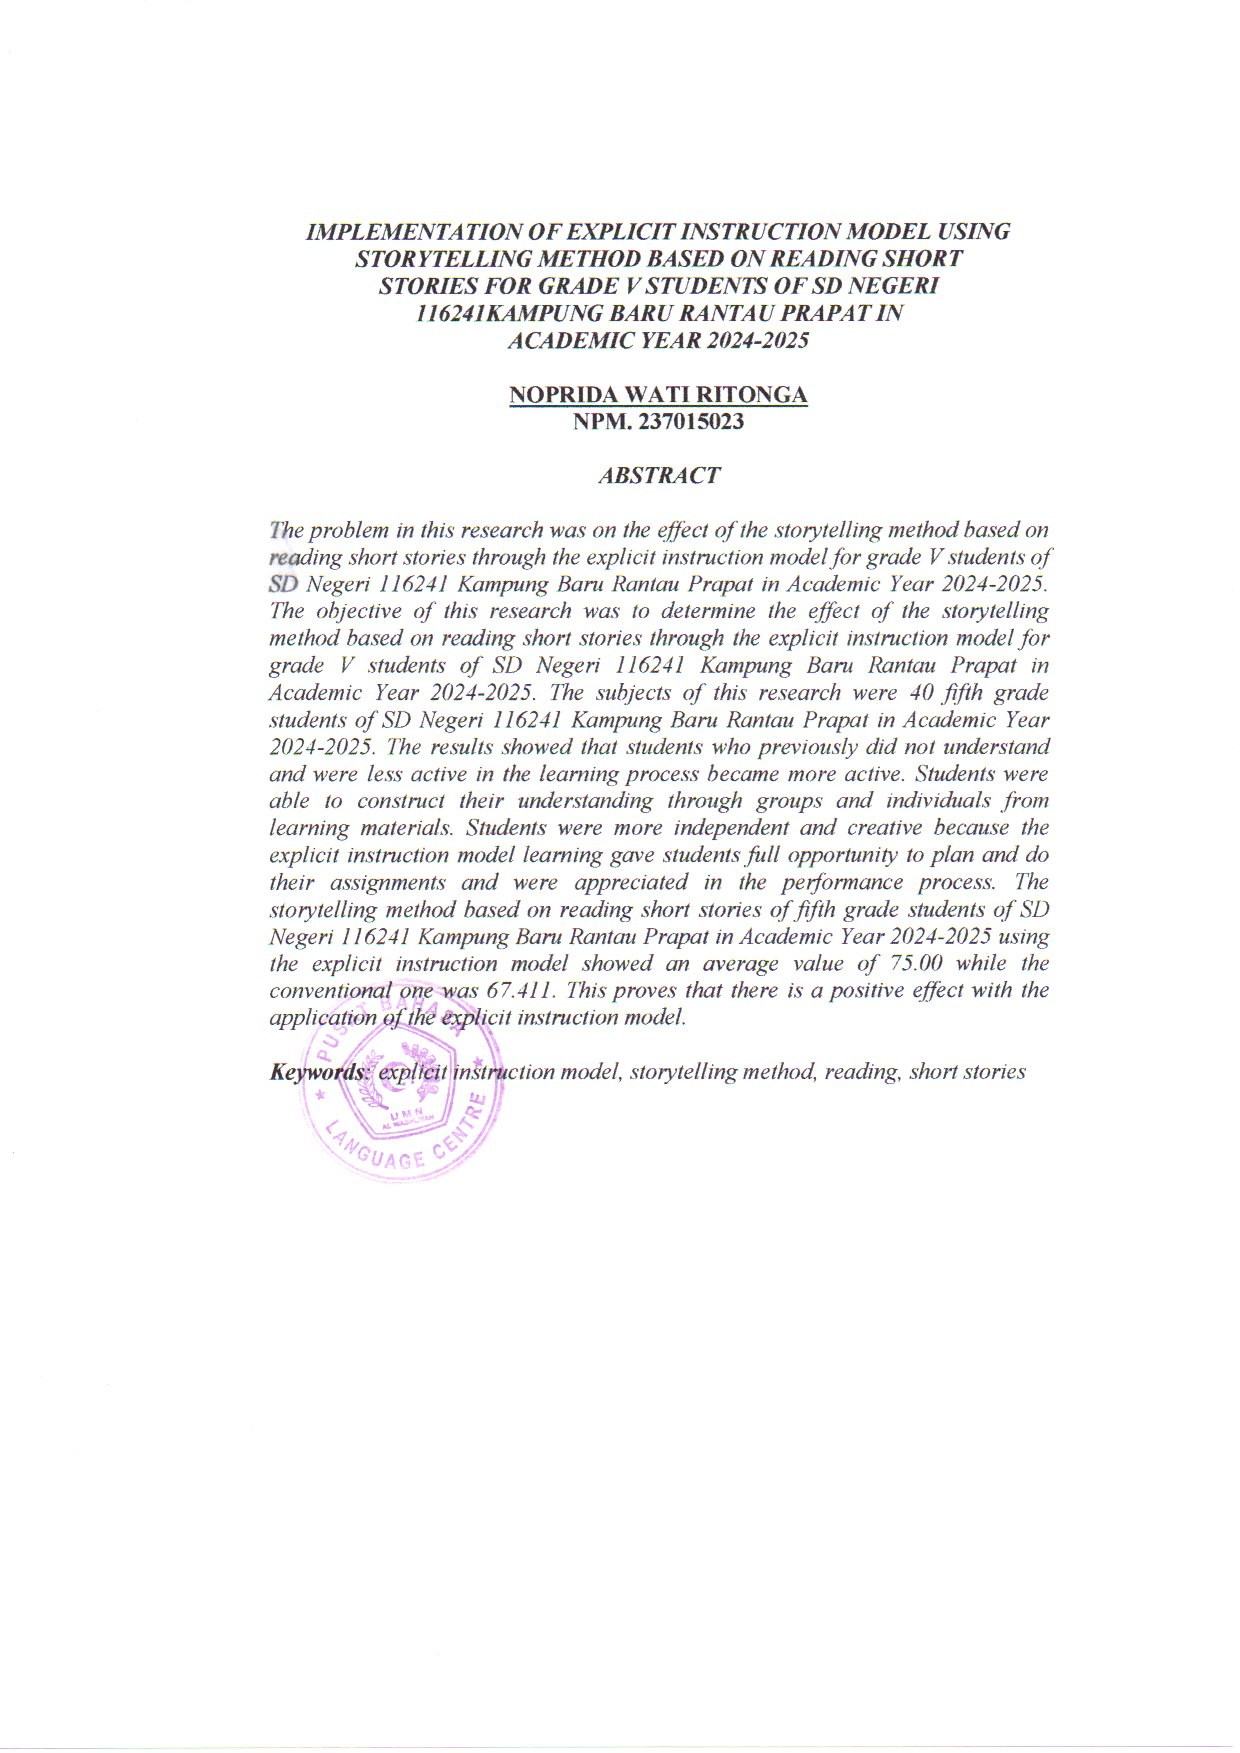 IMPLEMENTATION OF EXPLICIT INSTRUCTION MODEL USING
STORYTELLING METHOD BASED ON READING SHORT
STORIES FOR GRADE V STUDENTS OF SD NEGERI
116241KAMPUNG BARU RANTAU PRAPAT IN
ACADEMIC YEAR 2024-2025
NOPRIDA WATI RITONGA
NPM. 237015023
ABSTRACT
The problem in this research was on the effect of the storytelling method based on
reading short stories through the explicit instruction model for grade V students of
SD Negeri 116241 Kampung Baru Rantau Prapat in Academic Year 2024-2025.
The objective of this research was to determine the effect of the storytelling
method based on reading short stories through the explicit instruction model for
grade V students of SD Negeri 116241 Kampung Baru Rantau Prapat in
Academic Year 2024-2025. The subjects of this research were 40 fifth grade
students of SD Negeri 116241 Kampung Baru Rantau Prapat in Academic Year
2024-2025. The results showed that students who previously did not understand
and were less active in the learning process became more active. Students were
able to construct their understanding through groups and individuals from
learning materials. Students were more independent and creative because the
explicit instruction model learning gave students full opportunity to plan and do
their assignments and were appreciated in the performance process. The
storytelling method based on reading short stories of fifth grade students of SD
Negeri 116241 Kampung Baru Rantau Prapat in Academic Year 2024-2025 using
the explicit instruction model showed an average value of 75.00 while the
conventional one was 67.411. This proves that there is a positive effect with the
application of the explicit instruction model.
Keywords: explicit instruction model, storytelling method, reading, short stories
PUSAT BAHASA
UMN
AL WASHLIYAH
LANGUAGE CENTRE